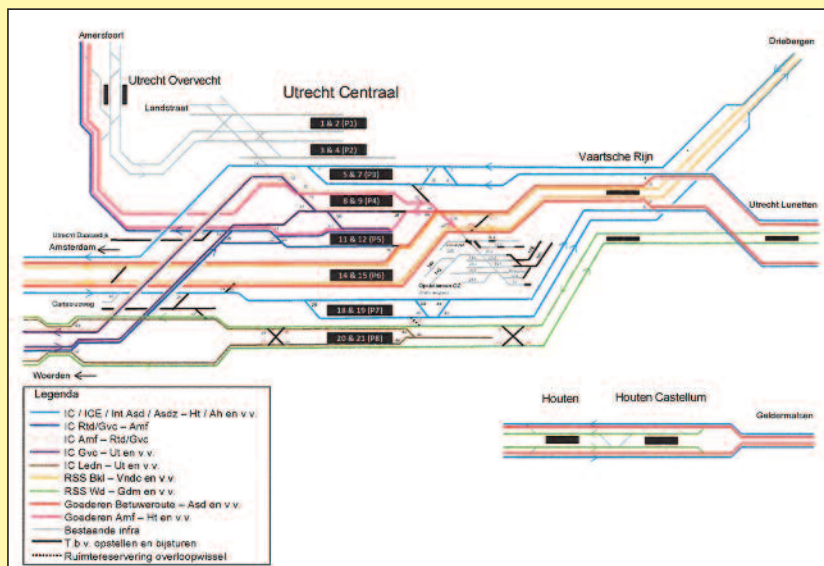 Amersfoort
Driebergen
Utrecht Overvecht
Utrecht Centraal
Landstraat
1 & 2 (P1)
3 & 4 (P2)
Vaartsche Rijn
5 & 7 (P3)
8 & 9 (P4)
Utrecht Lunetten
11 & 12 (P5)
Amsterdam
14 & 15 (P6)
18 & 19 (P7)
20 & 21 (P8)
Woerden
Legenda
IC / ICE / Int Asd / Asdz – Ht / Ah en v.v.
IC Rtd/Gvc – Amf
IC Amf – Rtd/Gvc
IC Gvc – Ut en v.v.
IC Ledn – Ut en v.v.
RSS Bkl – Vndc en v.v.
RSS Wd – Gdm en v.v.
Goederen Betuweroute – Asd en v.v.
Goederen Amf – Ht en v.v.
Bestaende infra
T.b.v. opstellen en bijsturen
Ruimtereservering overloopwissel
Houten
Houten Castellum
Geldermalsen